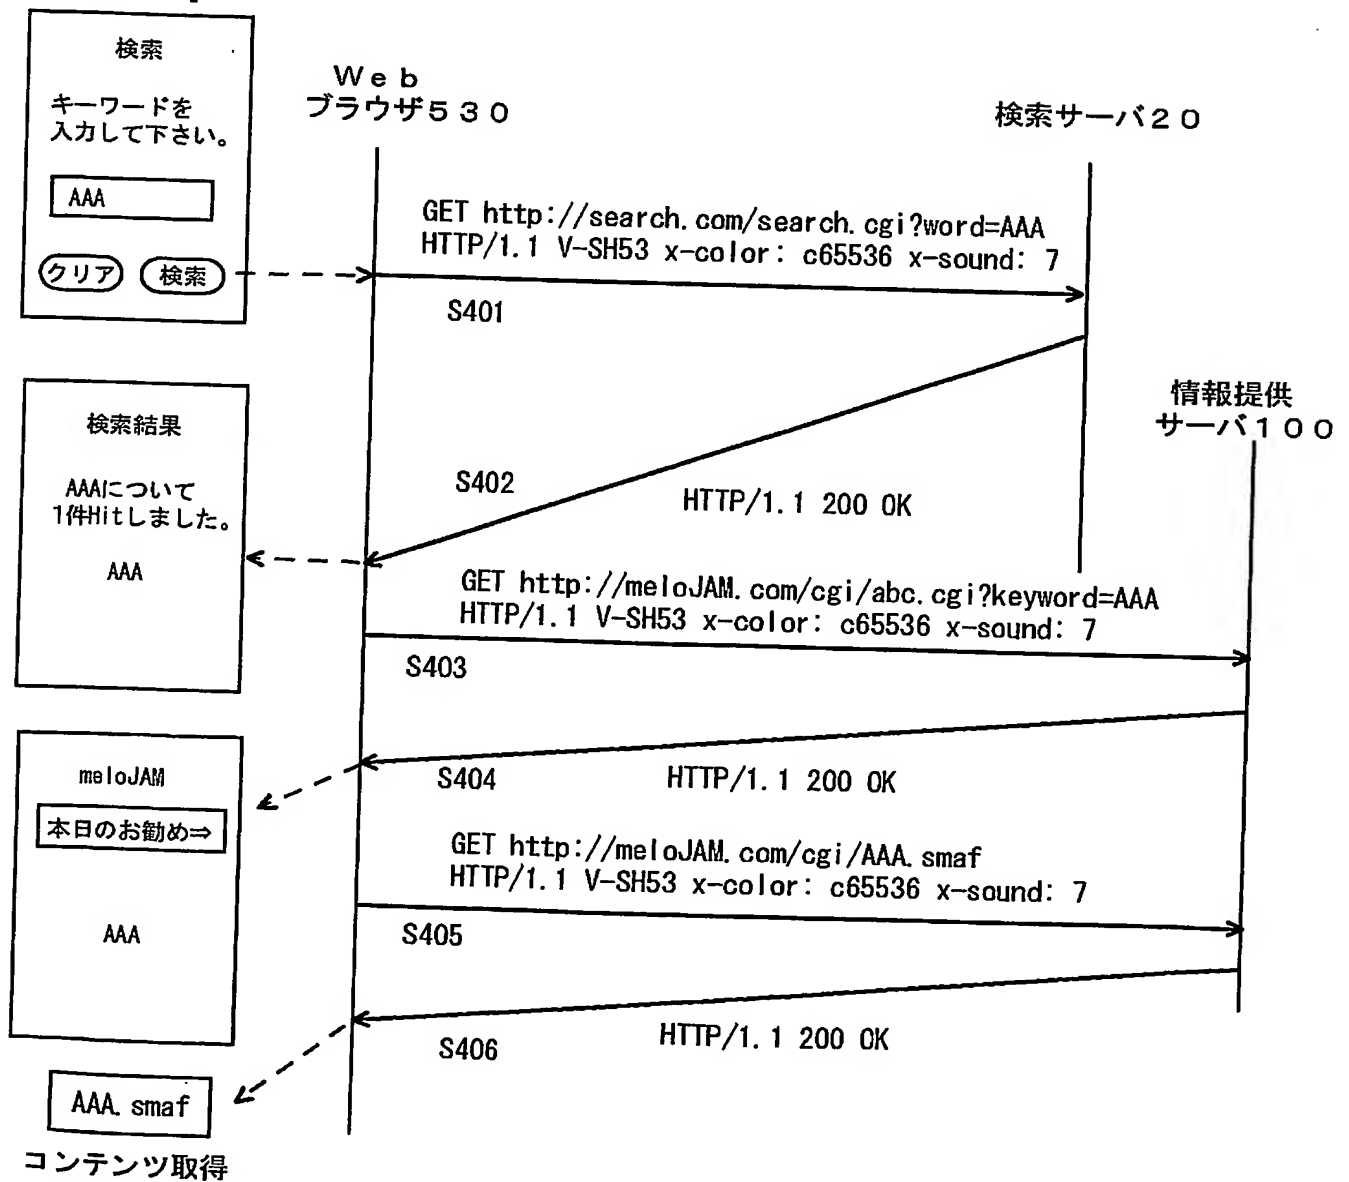 検索
キーワードを
入力して下さい。
AAA
クリア 検索
Ｗｅｂ
ブラウザ５３０
検索サーバ２０
GET http://search.com/search.cgi?word=AAA
HTTP/1.1 V-SH53 x-color: c65536 x-sound: 7
S401
検索結果
AAAについて
1件Hitしました。
AAA
情報提供
サーバ１００
S402
HTTP/1.1 200 OK
GET http://meloJAM.com/cgi/abc.cgi?keyword=AAA
HTTP/1.1 V-SH53 x-color: c65536 x-sound: 7
S403
meloJAM
本日のお勧め⇒
AAA
S404
HTTP/1.1 200 OK
GET http://meloJAM.com/cgi/AAA.smaf
HTTP/1.1 V-SH53 x-color: c65536 x-sound: 7
S405
S406
HTTP/1.1 200 OK
AAA.smaf
コンテンツ取得